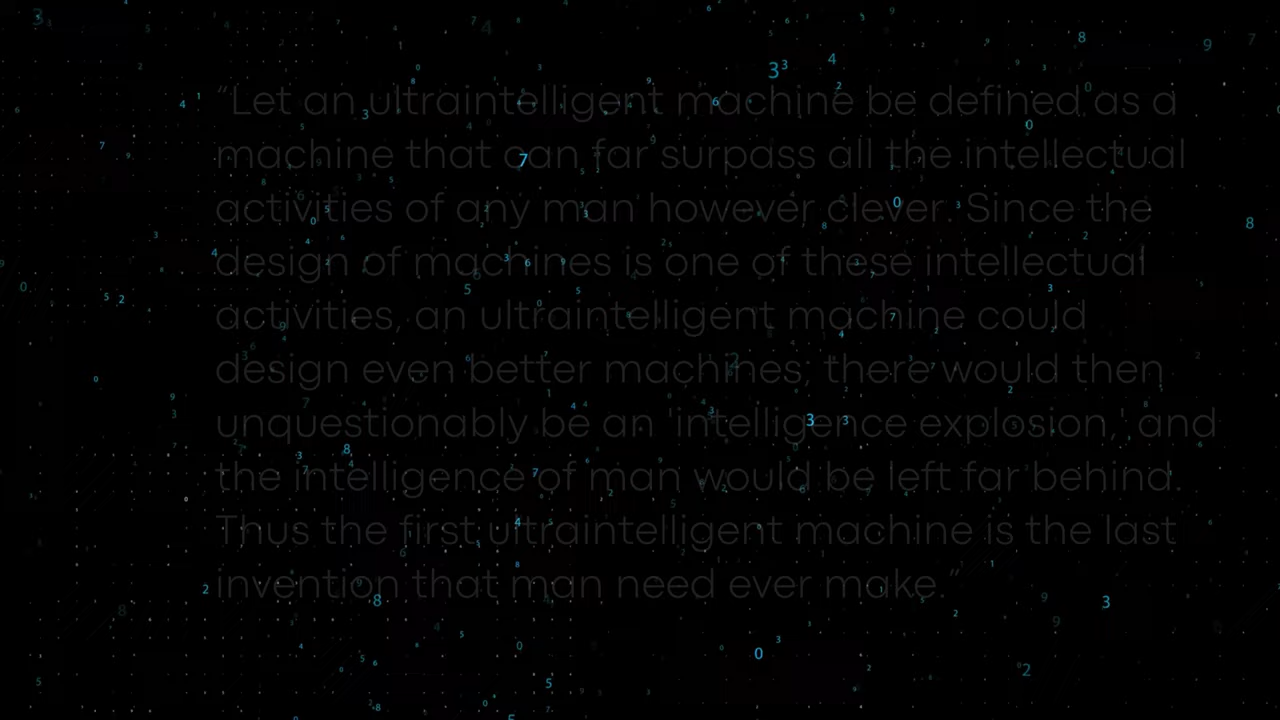 “Let an ultraintelligent machine be defined as a
machine that can far surpass all the intellectual
activities of any man however clever. Since the
design of machines is one of these intellectual
activities, an ultraintelligent machine could
design even better machines; there would then
unquestionably be an 'intelligence explosion,' and
the intelligence of man would be left far behind.
Thus the first ultraintelligent machine is the last
invention that man need ever make.”